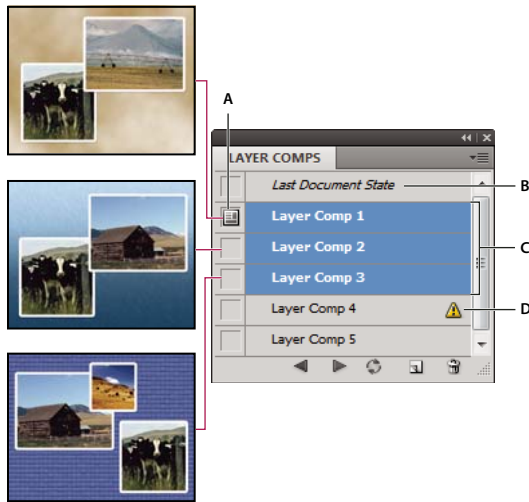 A
LAYER COMPS
Last Document State
B
Layer Comp 1
Layer Comp 2
C
Layer Comp 3
Layer Comp 4
D
Layer Comp 5